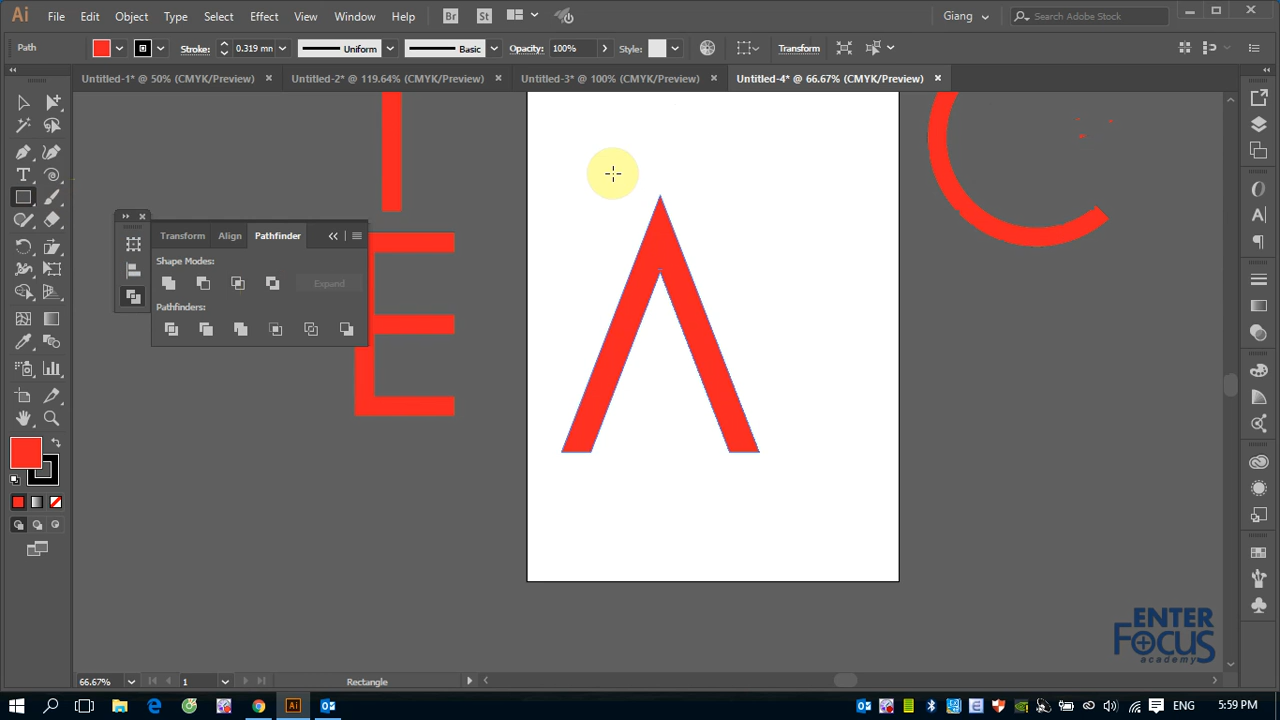 Ai File Edit Object Type Select Effect View Window Help Br St Giang Search Adobe Stock
Path Stroke: 0.319 mm Uniform Basic Opacity: 100% Style: Transform
Untitled-1* @ 50% (CMYK/Preview) Untitled-2* @ 119.64% (CMYK/Preview) Untitled-3* @ 100% (CMYK/Preview) Untitled-4* @ 66.67% (CMYK/Preview)
Transform Align Pathfinder
Shape Modes:
Expand
Pathfinders:
E
C
ENTER
FOCUS
academy
66.67% 1 Rectangle
Ai ENG 5:59 PM